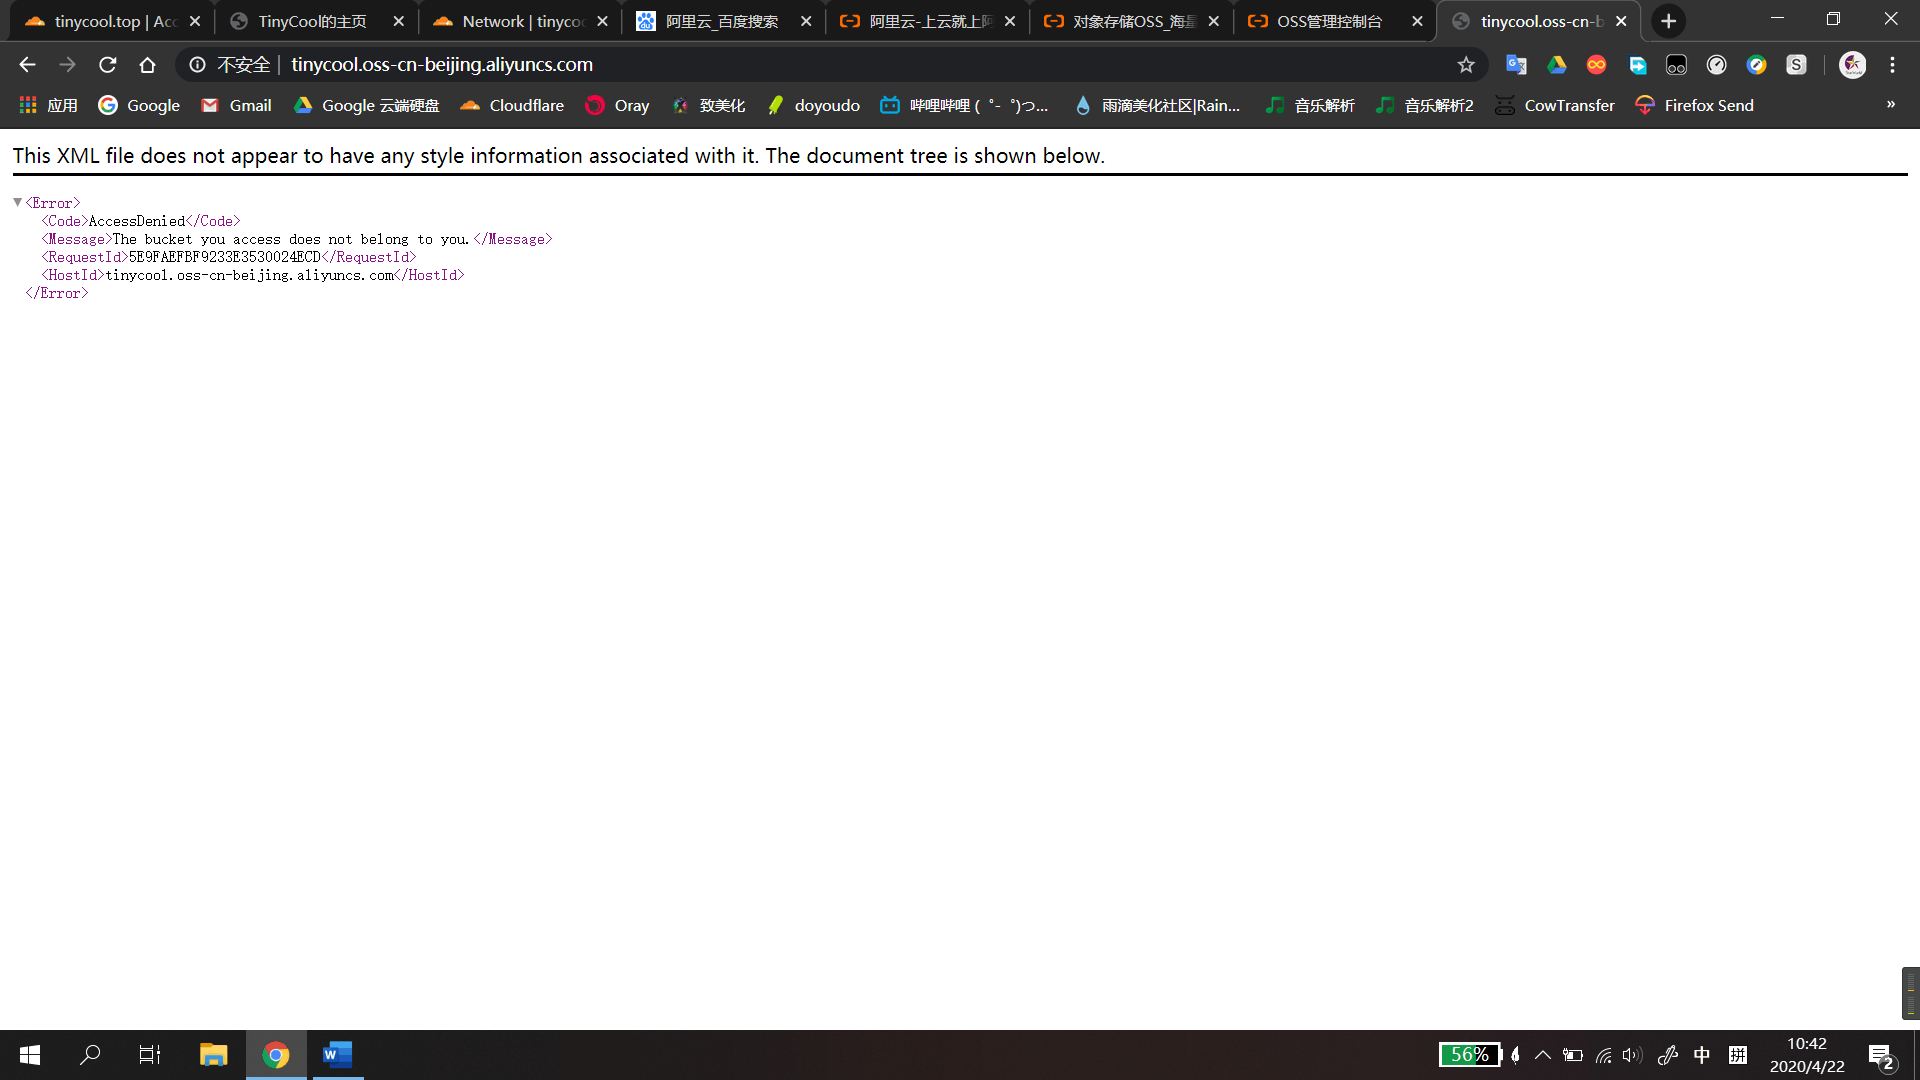 tinycool.top | Acc
TinyCool的主页
Network | tinycoo
阿里云_百度搜索
阿里云-上云就上阿
对象存储OSS_海量
OSS管理控制台
tinycool.oss-cn-b
不安全 | tinycool.oss-cn-beijing.aliyuncs.com
应用
Google
Gmail
Google 云端硬盘
Cloudflare
Oray
致美化
doyoudo
哔哩哔哩 ( ゜- ゜)つ...
雨滴美化社区|Rain...
音乐解析
音乐解析2
CowTransfer
Firefox Send
»
This XML file does not appear to have any style information associated with it. The document tree is shown below.
<Error>
<Code>AccessDenied</Code>
<Message>The bucket you access does not belong to you.</Message>
<RequestId>5E9FAEFBF9233E3530024ECD</RequestId>
<HostId>tinycool.oss-cn-beijing.aliyuncs.com</HostId>
</Error>
56%
中
拼
10:42
2020/4/22
2